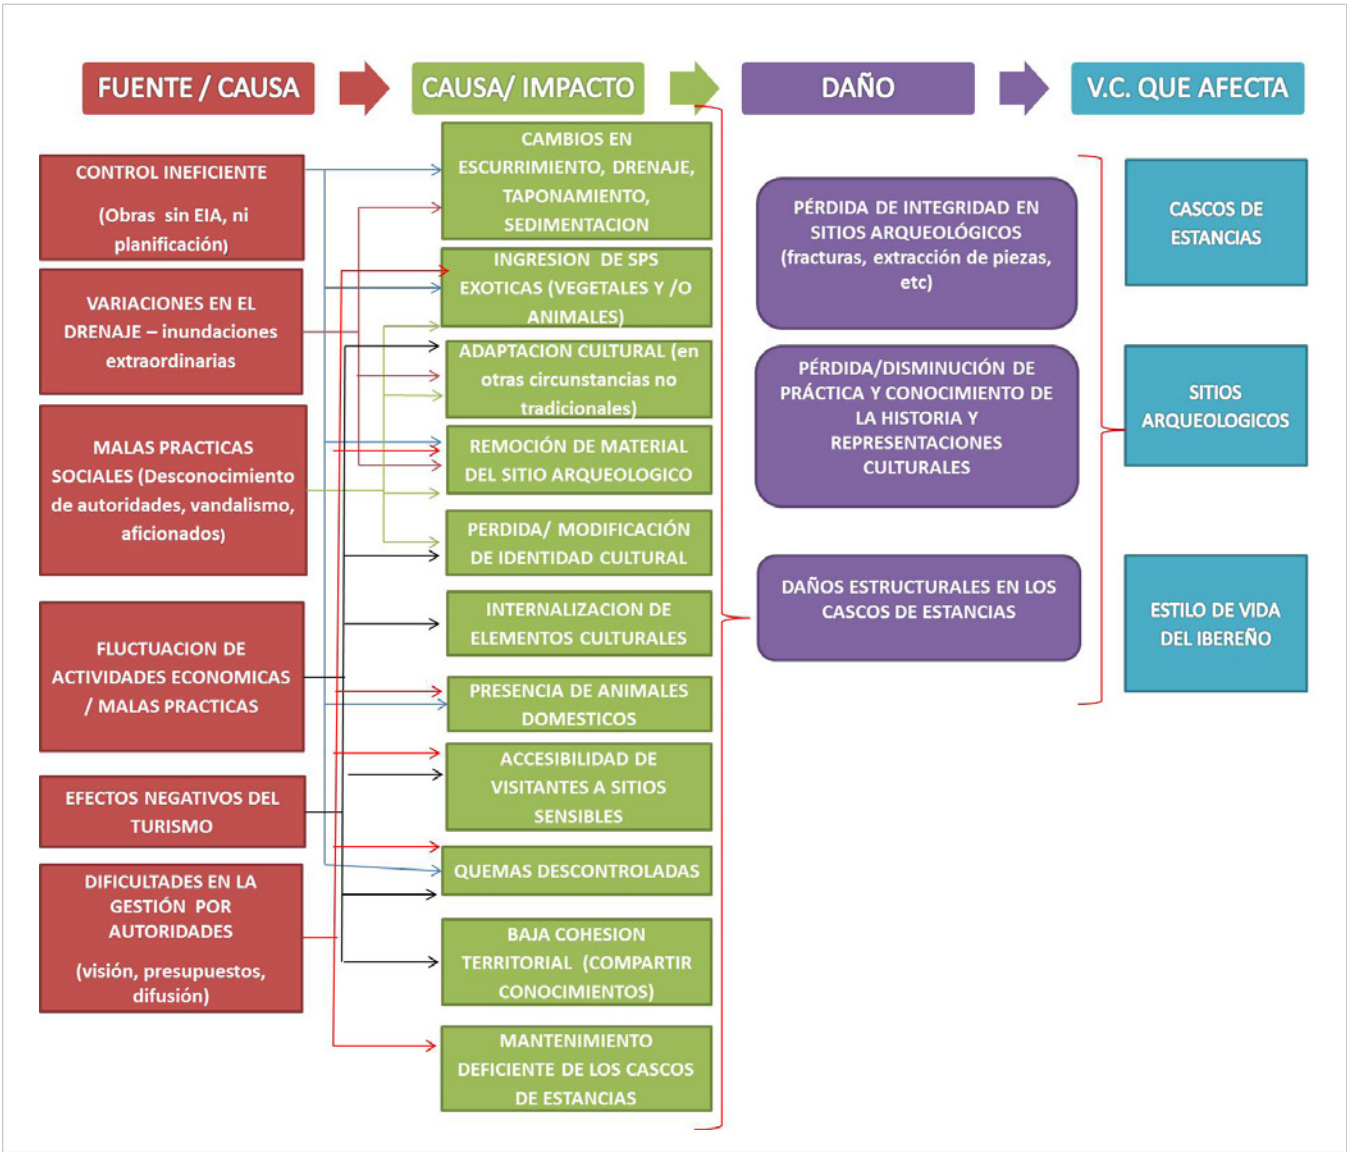 FUENTE / CAUSA
CAUSA/ IMPACTO
DAÑO
V.C. QUE AFECTA
CONTROL INEFICIENTE
(Obras sin EIA, ni
planificación)
VARIACIONES EN EL
DRENAJE – inundaciones
extraordinarias
MALAS PRACTICAS
SOCIALES (Desconocimiento
de autoridades, vandalismo,
aficionados)
FLUCTUACION DE
ACTIVIDADES ECONOMICAS
/ MALAS PRACTICAS
EFECTOS NEGATIVOS DEL
TURISMO
DIFICULTADES EN LA
GESTIÓN POR
AUTORIDADES
(visión, presupuestos,
difusión)
CAMBIOS EN
ESCURRIMIENTO, DRENAJE,
TAPONAMIENTO,
SEDIMENTACION
INGRESION DE SPS
EXOTICAS (VEGETALES Y /O
ANIMALES)
ADAPTACION CULTURAL (en
otras circunstancias no
tradicionales)
REMOCIÓN DE MATERIAL
DEL SITIO ARQUEOLOGICO
PERDIDA/ MODIFICACIÓN
DE IDENTIDAD CULTURAL
INTERNALIZACION DE
ELEMENTOS CULTURALES
PRESENCIA DE ANIMALES
DOMESTICOS
ACCESIBILIDAD DE
VISITANTES A SITIOS
SENSIBLES
QUEMAS DESCONTROLADAS
BAJA COHESION
TERRITORIAL (COMPARTIR
CONOCIMIENTOS)
MANTENIMIENTO
DEFICIENTE DE LOS CASCOS
DE ESTANCIAS
PÉRDIDA DE INTEGRIDAD EN
SITIOS ARQUEOLÓGICOS
(fracturas, extracción de piezas,
etc)
PÉRDIDA/DISMINUCIÓN DE
PRÁCTICA Y CONOCIMIENTO DE
LA HISTORIA Y
REPRESENTACIONES
CULTURALES
DAÑOS ESTRUCTURALES EN LOS
CASCOS DE ESTANCIAS
CASCOS DE
ESTANCIAS
SITIOS
ARQUEOLOGICOS
ESTILO DE VIDA
DEL IBEREÑO